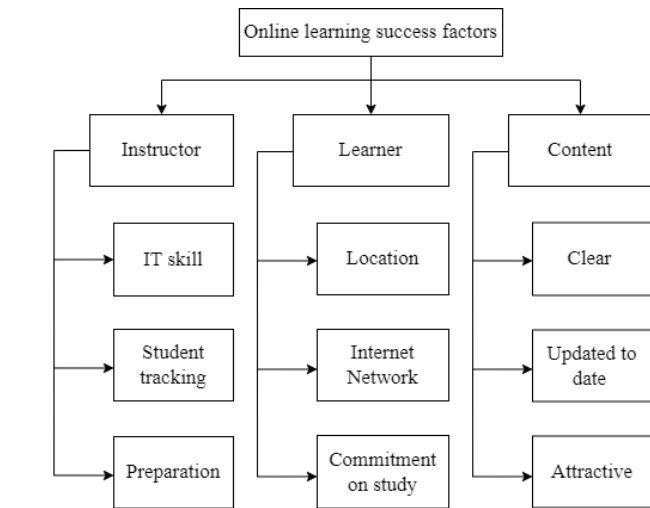 Online learning success factors
Instructor
Learner
Content
IT skill
Location
Clear
Student
tracking
Internet
Network
Updated to
date
Preparation
Commitment
on study
Attractive